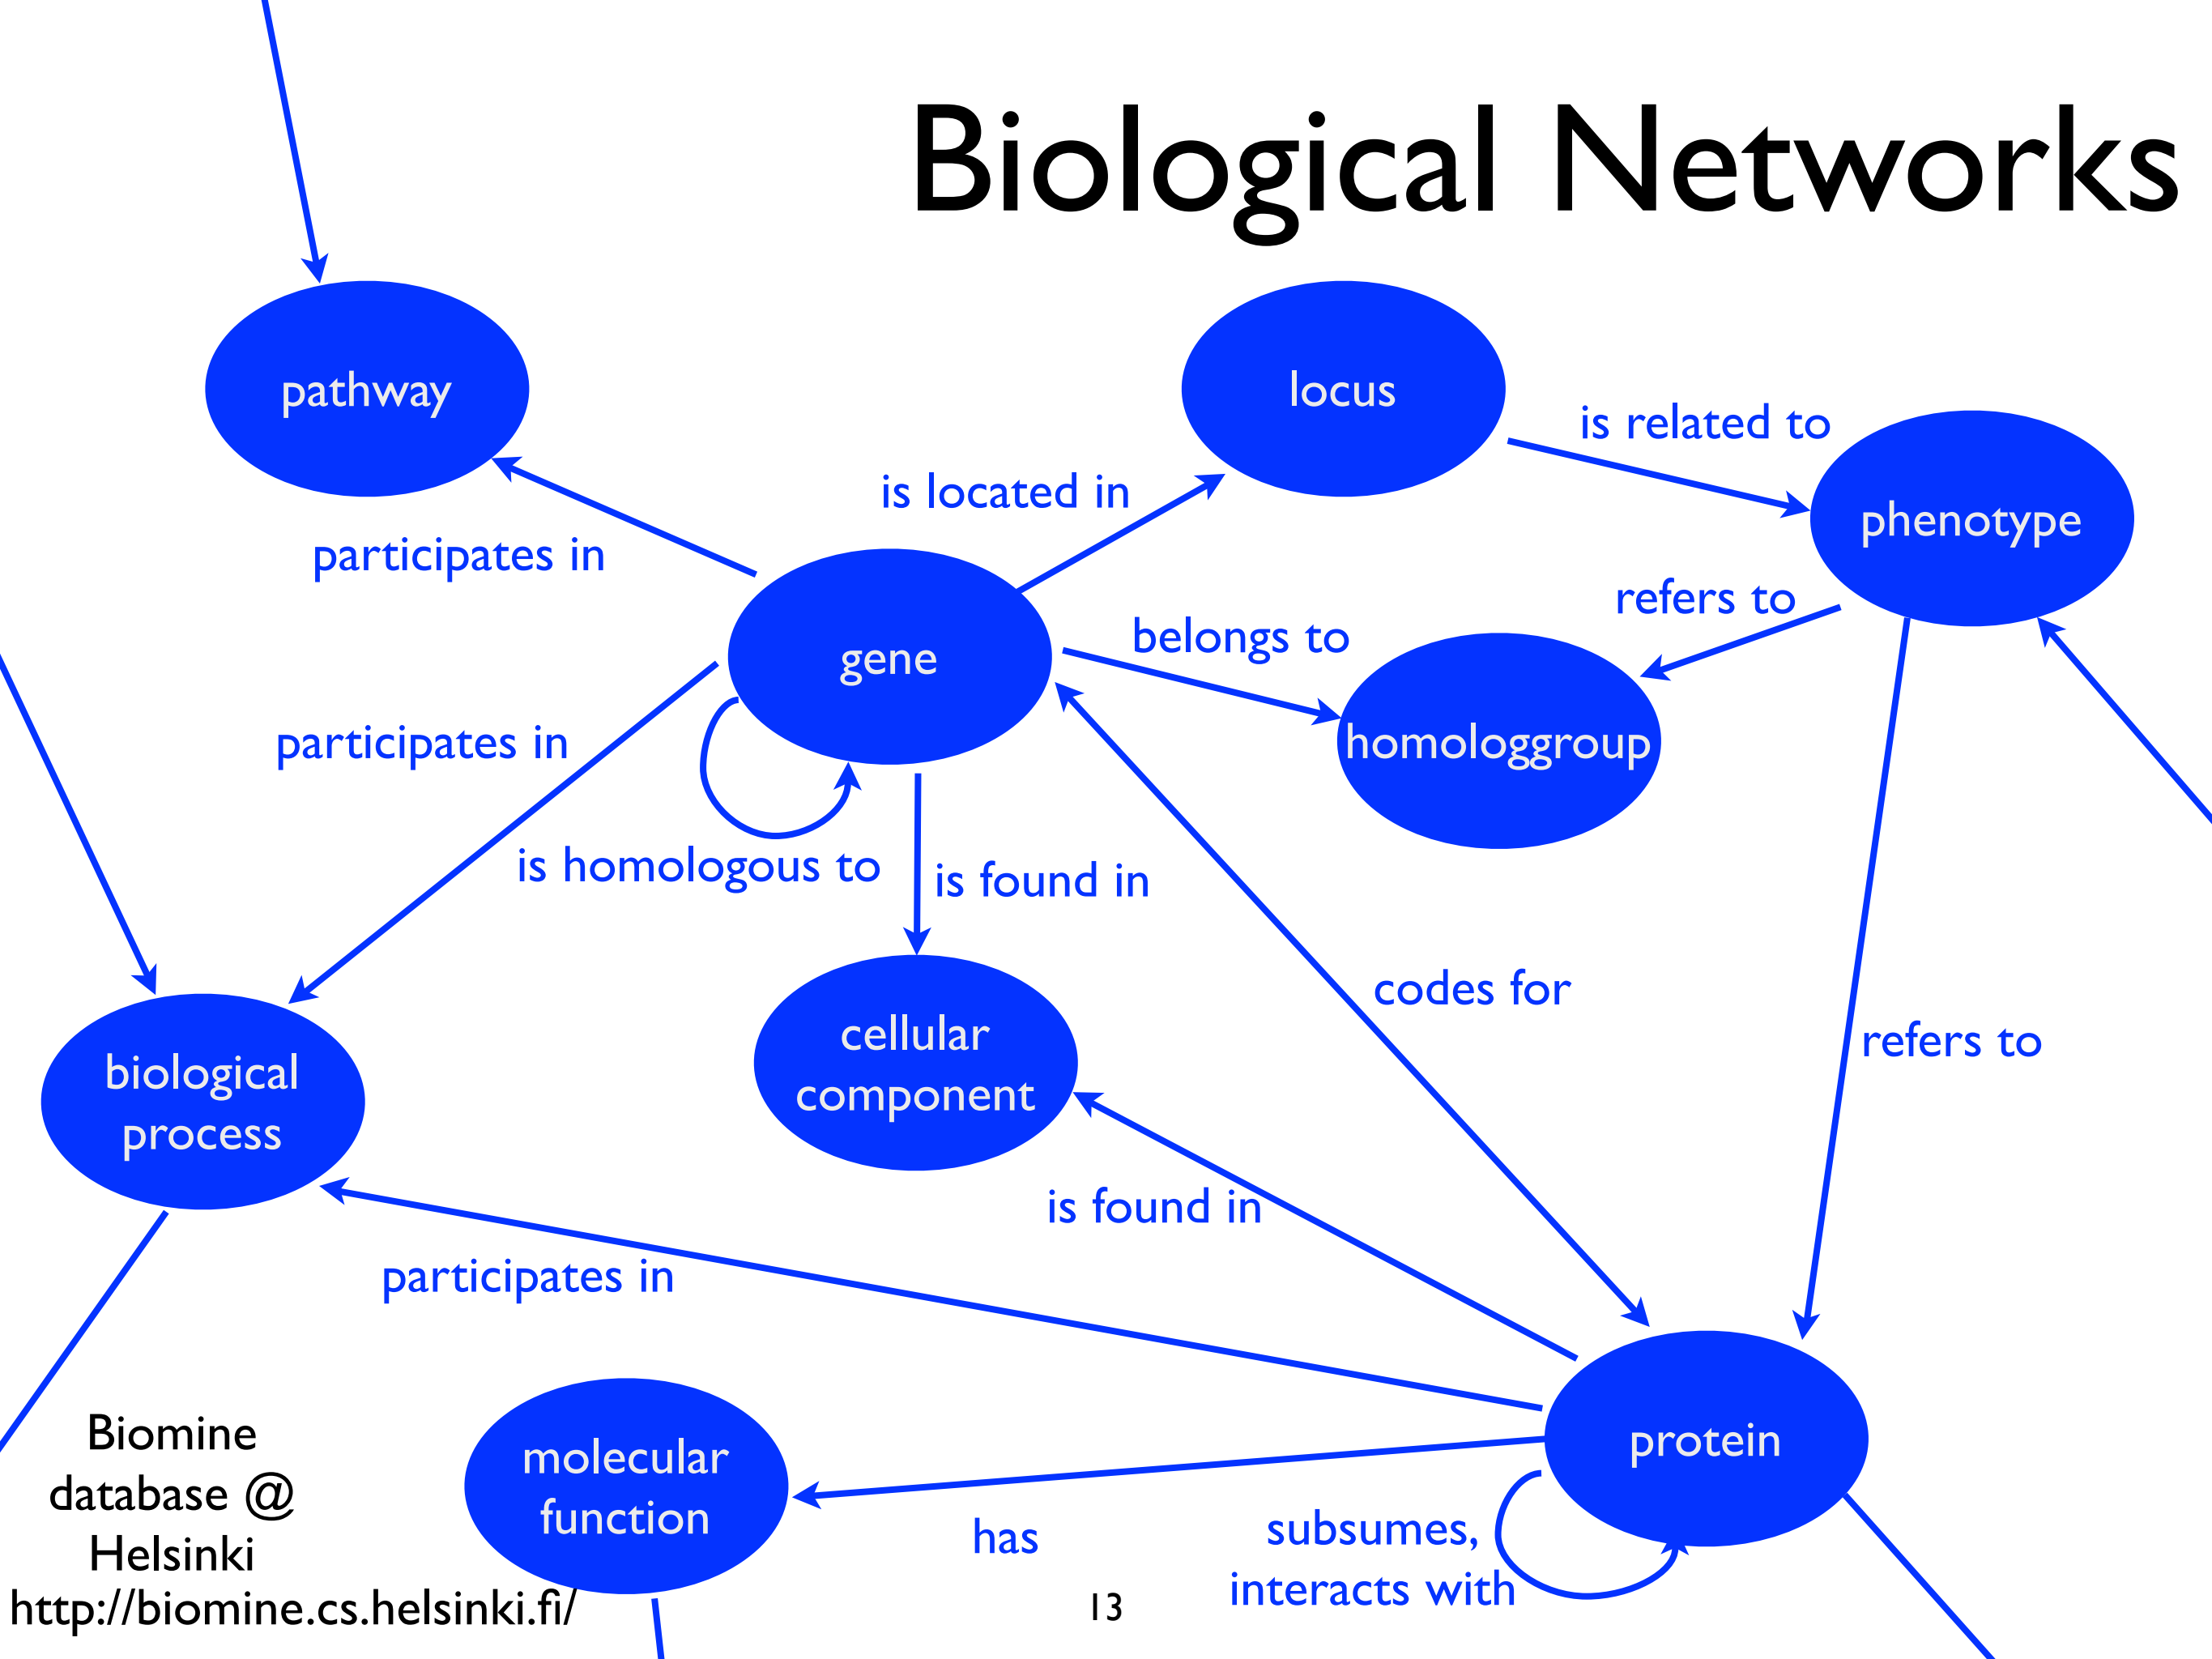 Biological Networks
pathway
locus
is related to
phenotype
is located in
participates in
refers to
belongs to
gene
homologgroup
participates in
is homologous to
is found in
codes for
refers to
cellular
component
biological
process
is found in
participates in
protein
molecular
function
has
subsumes,
interacts with
Biomine
database @
Helsinki
http://biomine.cs.helsinki.fi/
13